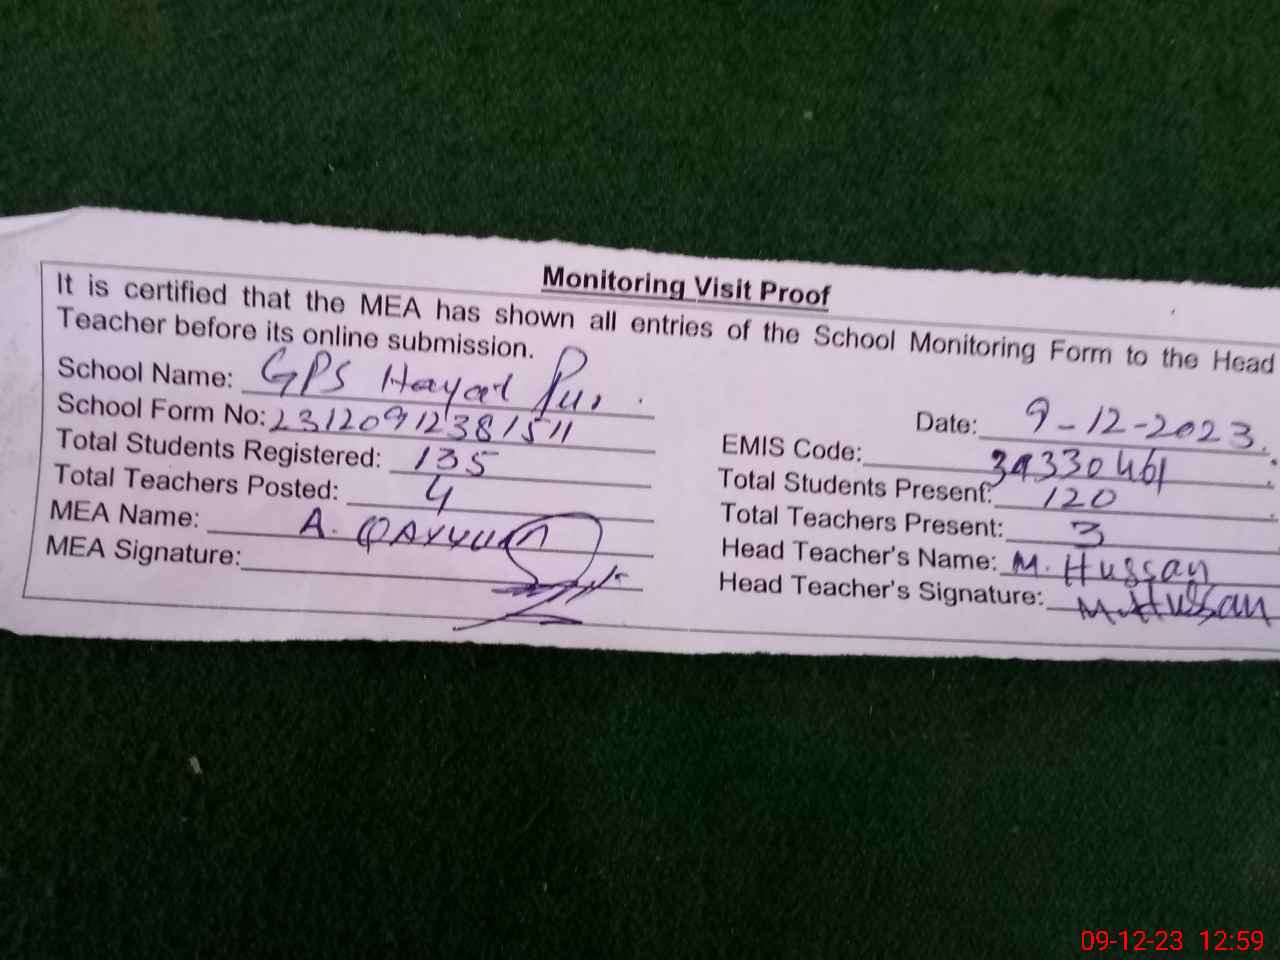 Monitoring Visit Proof
It is certified that the MEA has shown all entries of the School Monitoring Form to the Head
Teacher before its online submission.
School Name: GPS Hayat Pur.
Date: 9-12-2023.
School Form No: 23120912381511
EMIS Code: 39330461
Total Students Registered: 135
Total Students Present: 120
Total Teachers Posted: 4
Total Teachers Present: 3
MEA Name: A. QAYYUM
Head Teacher's Name: M. Hussan
MEA Signature:
Head Teacher's Signature: M. Hussan
09-12-23 12:59